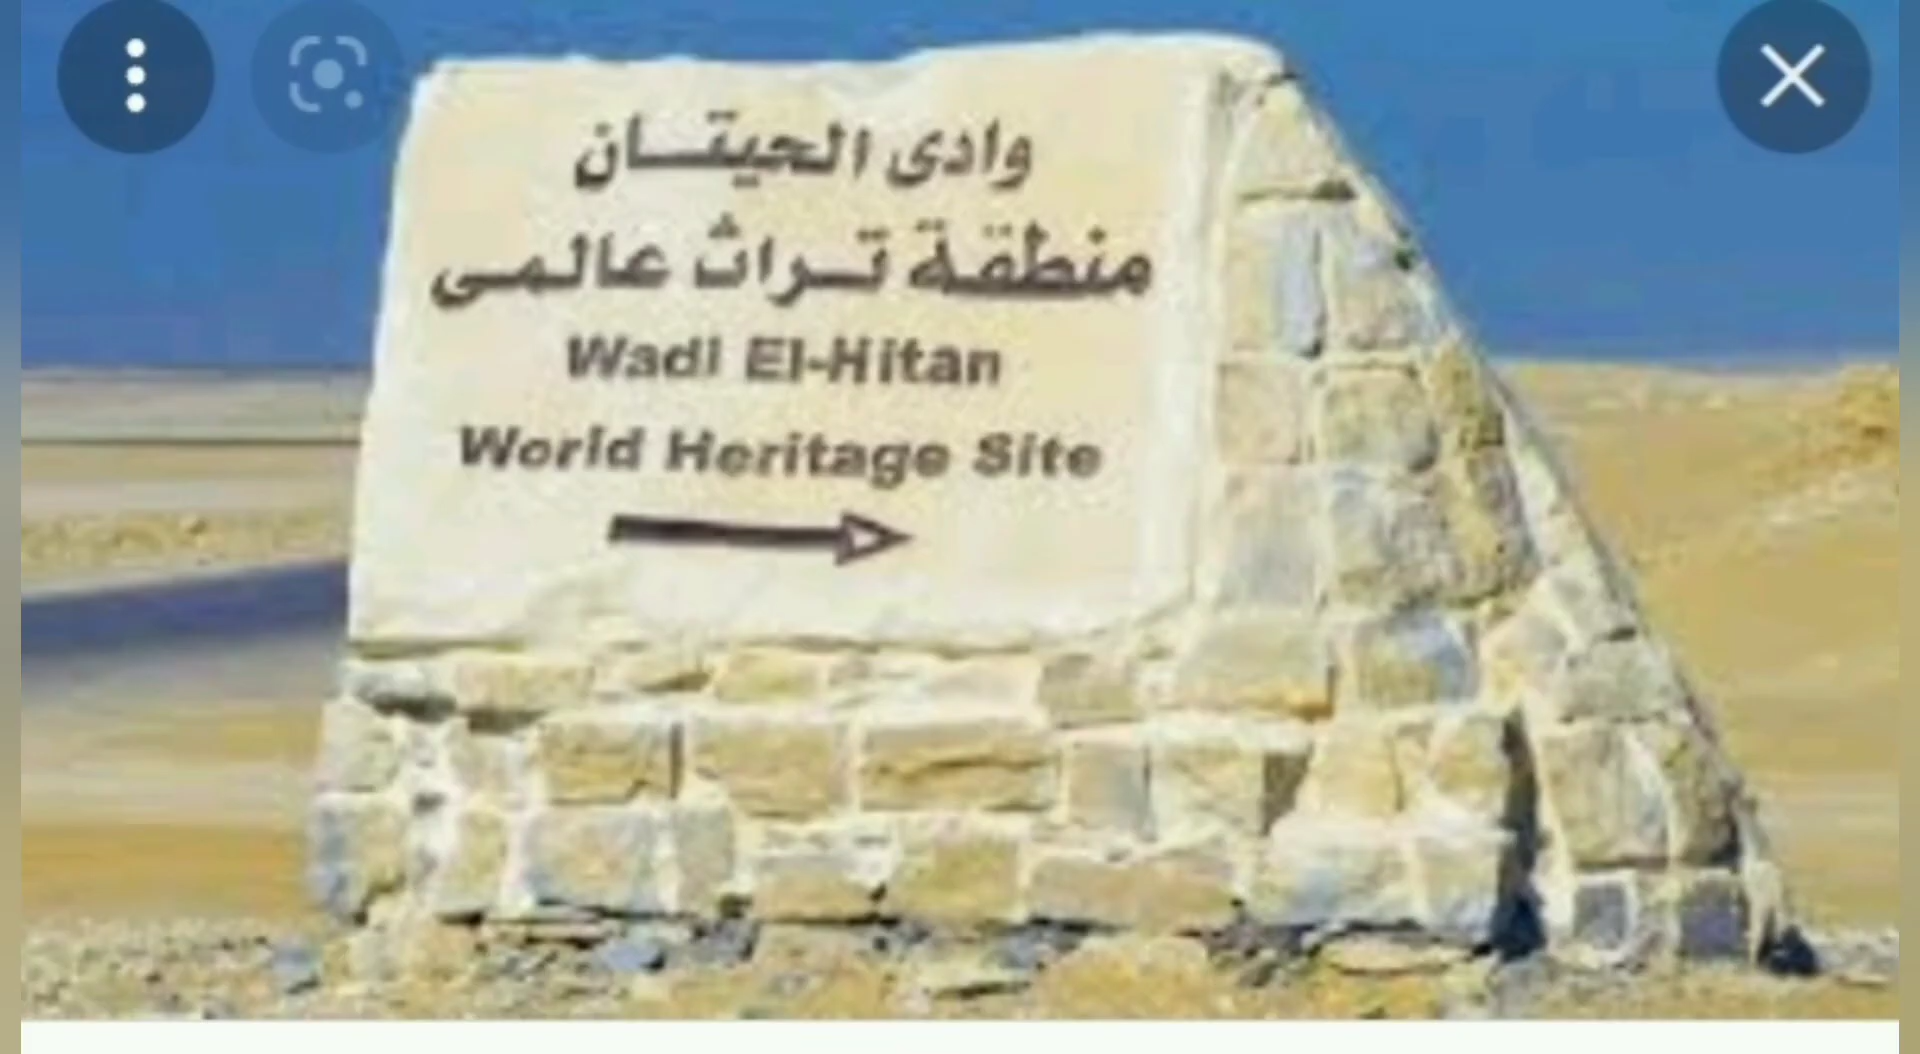 وادى الحيتان
منطقة تراث عالمى
Wadi El-Hitan
World Heritage Site